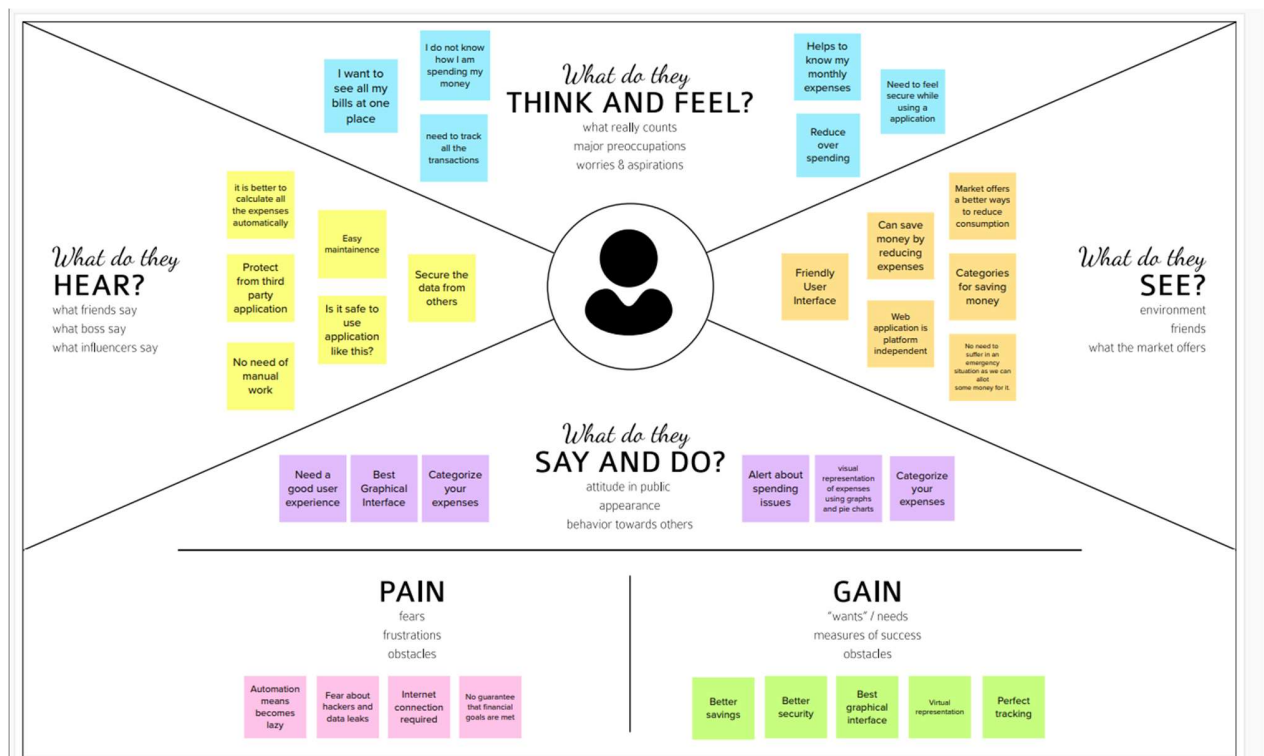 What do they
THINK AND FEEL?
what really counts
major preoccupations
worries & aspirations
I want to
see all my
bills at one
place
I do not know
how I am
spending my
money
need to track
all the
transactions
Helps to
know my
monthly
expenses
Need to feel
secure while
using a
application
Reduce
over
spending
What do they
HEAR?
what friends say
what boss say
what influencers say
it is better to
calculate all
the expenses
automatically
Easy
maintainence
Protect
from third
party
application
Secure the
data from
others
Is it safe to
use
application
like this?
No need of
manual
work
What do they
SEE?
environment
friends
what the market offers
Market offers
a better ways
to reduce
consumption
Can save
money by
reducing
expenses
Friendly
User
Interface
Categories
for saving
money
Web
application is
platform
independent
No need to
suffer in an
emergency
situation as we can
allot
some money for it.
What do they
SAY AND DO?
attitude in public
appearance
behavior towards others
Need a
good user
experience
Best
Graphical
Interface
Categorize
your
expenses
Alert about
spending
issues
visual
representation
of expenses
using graphs
and pie charts
Categorize
your
expenses
PAIN
fears
frustrations
obstacles
Automation
means
becomes
lazy
Fear about
hackers and
data leaks
Internet
connection
required
No guarantee
that financial
goals are met
GAIN
"wants" / needs
measures of success
obstacles
Better
savings
Better
security
Best
graphical
interface
Virtual
representation
Perfect
tracking